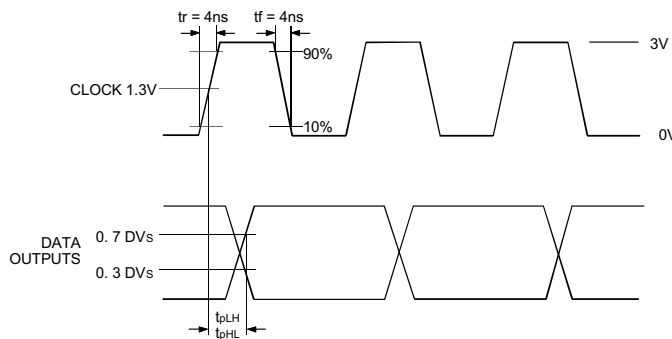 tr = 4ns tf = 4ns
90%
3V
CLOCK 1.3V
10%
0V
DATA
OUTPUTS
0. 7 DVs
0. 3 DVs
tpLH
tpHL